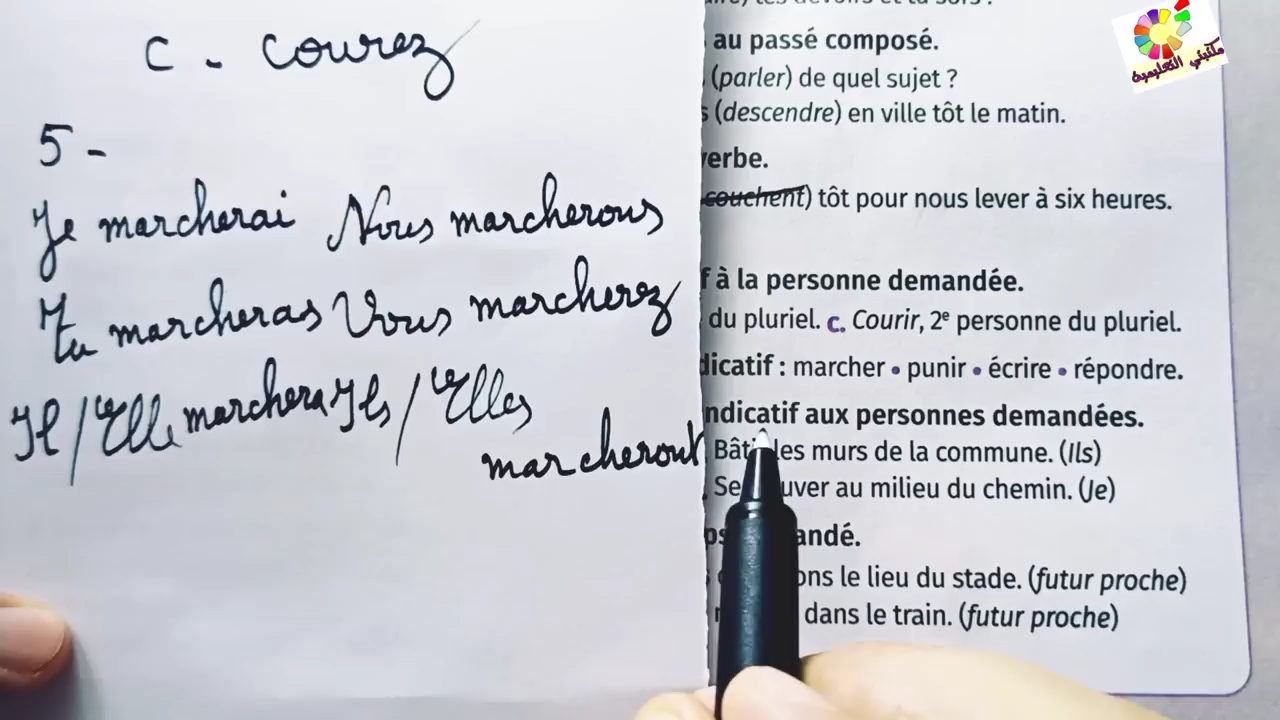 c - courez
5 -
Je marcherai Nous marcherons
Tu marcheras Vous marcherez
Il / Elle marchera Ils / Elles
marcheront
au passé composé.
(parler) de quel sujet ?
(descendre) en ville tôt le matin.
verbe.
couchent) tôt pour nous lever à six heures.
à la personne demandée.
du pluriel. c. Courir, 2e personne du pluriel.
dicatif : marcher • punir • écrire • répondre.
ndicatif aux personnes demandées.
les murs de la commune. (Ils)
au milieu du chemin. (Je)
andé.
ons le lieu du stade. (futur proche)
dans le train. (futur proche)
مكتبتي التعليمية